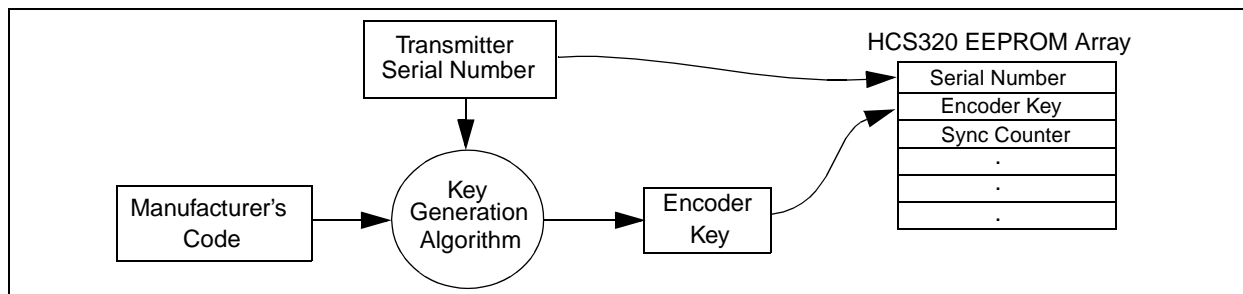 Transmitter
Serial Number
HCS320 EEPROM Array
Serial Number
Encoder Key
Sync Counter
.
.
.
Manufacturer's
Code
Key
Generation
Algorithm
Encoder
Key